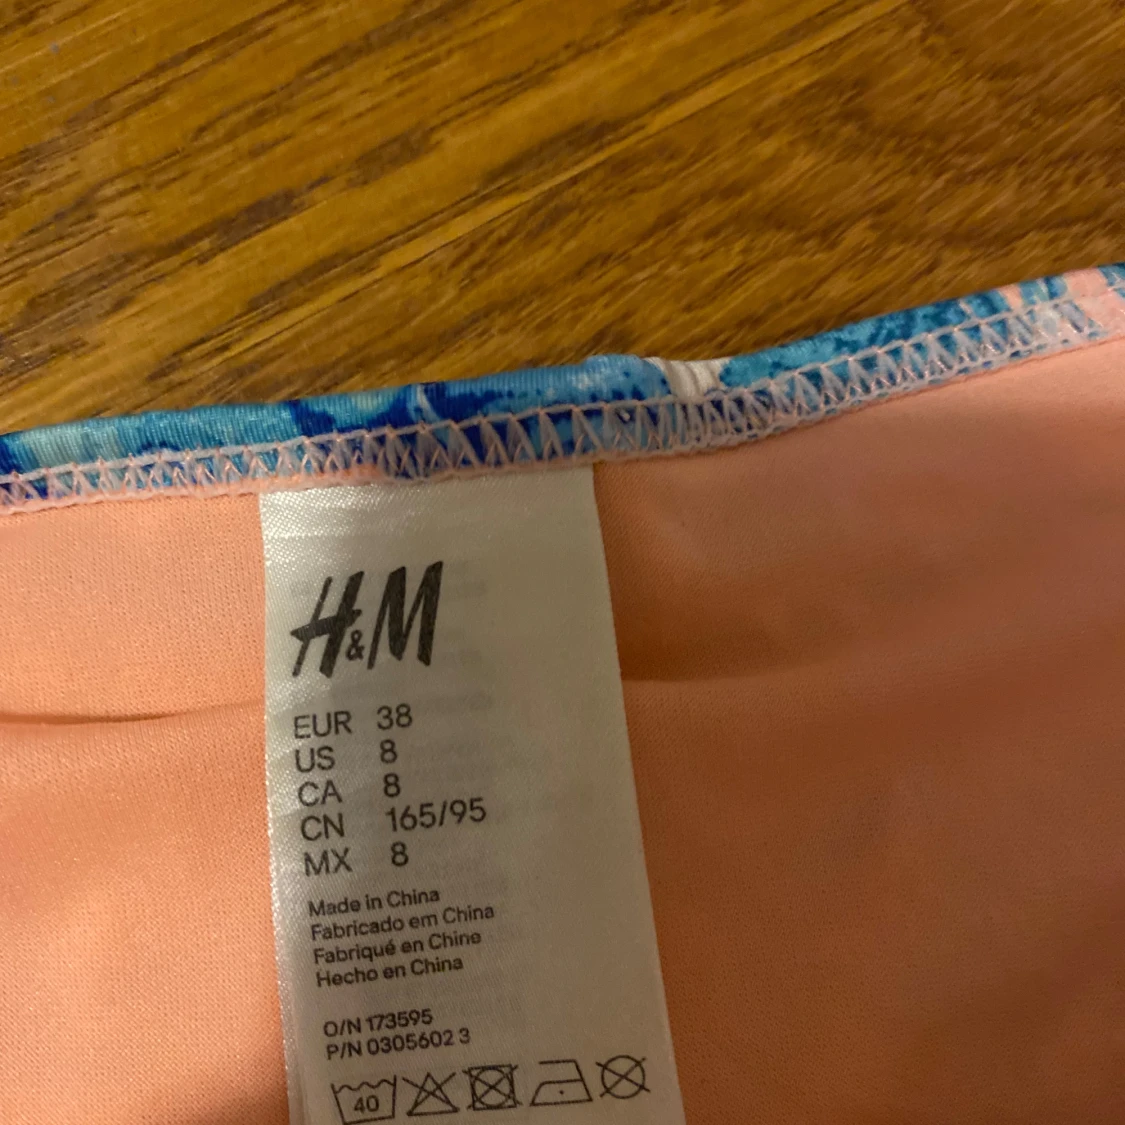 H&M
EUR 38
US 8
CA 8
CN 165/95
MX 8
Made in China
Fabricado em China
Fabriqué en Chine
Hecho en China
O/N 173595
P/N 0305602 3
40